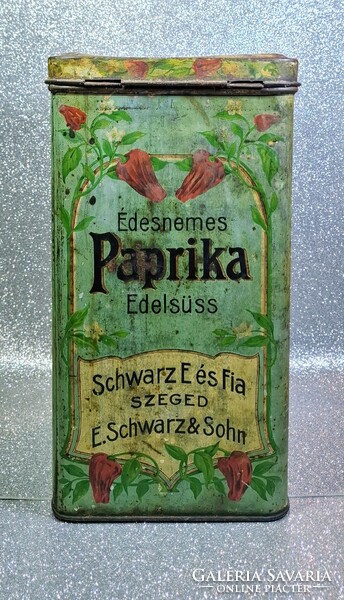 Édesnemes
Paprika
Edelsüss
Schwarz E és Fia
SZEGED
E. Schwarz & Sohn
GALÉRIA SAVARIA
ONLINE PIACTÉR